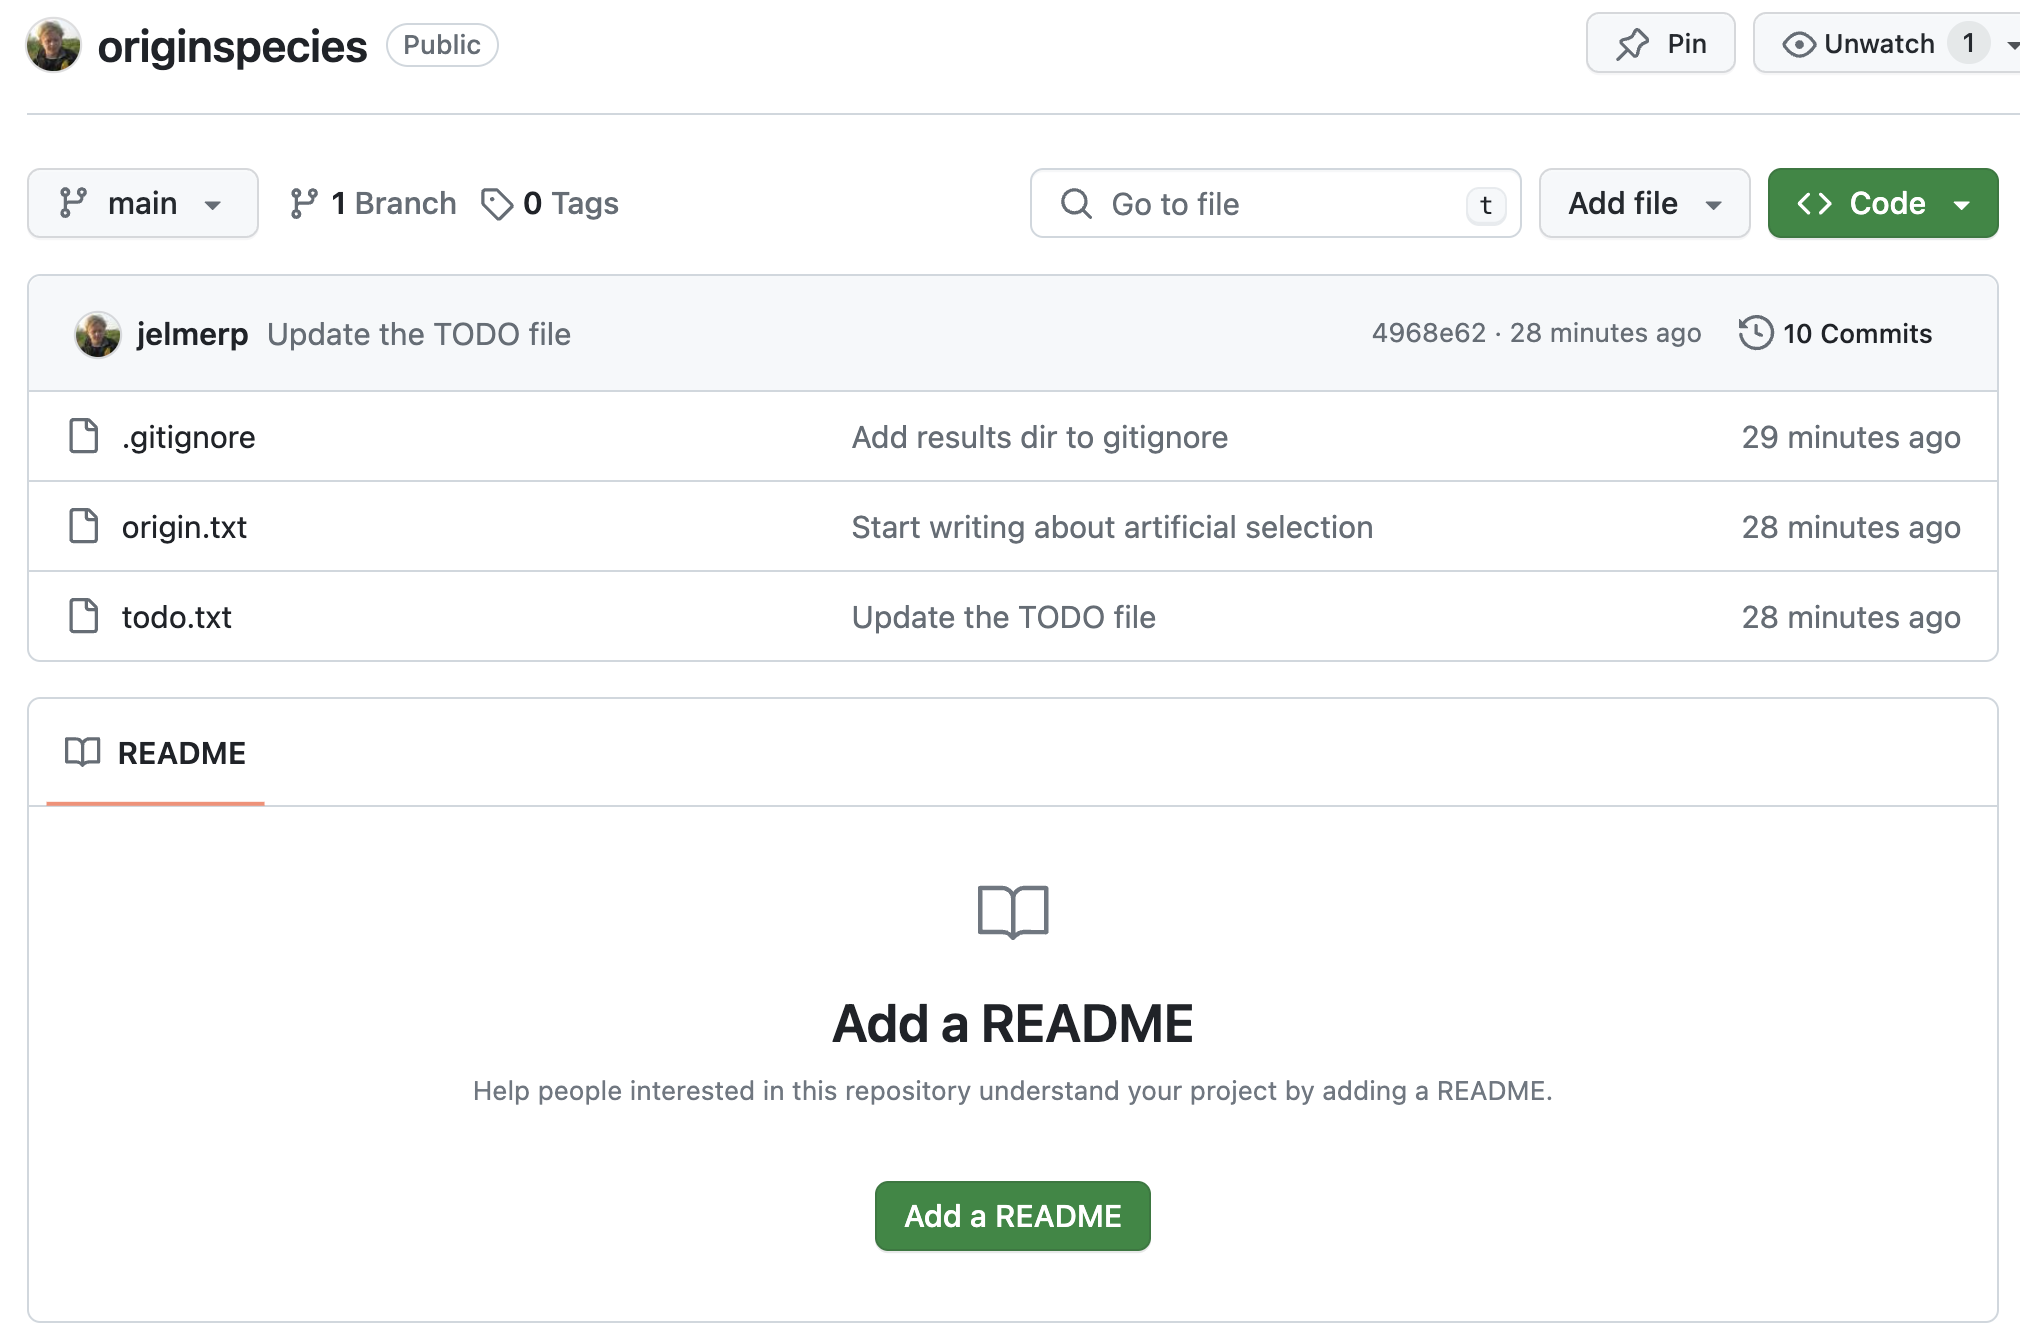 originspecies Public Pin Unwatch 1
main 1 Branch 0 Tags Go to file t Add file Code
jelmerp Update the TODO file 4968e62 · 28 minutes ago 10 Commits
.gitignore Add results dir to gitignore 29 minutes ago
origin.txt Start writing about artificial selection 28 minutes ago
todo.txt Update the TODO file 28 minutes ago
README
Add a README
Help people interested in this repository understand your project by adding a README.
Add a README